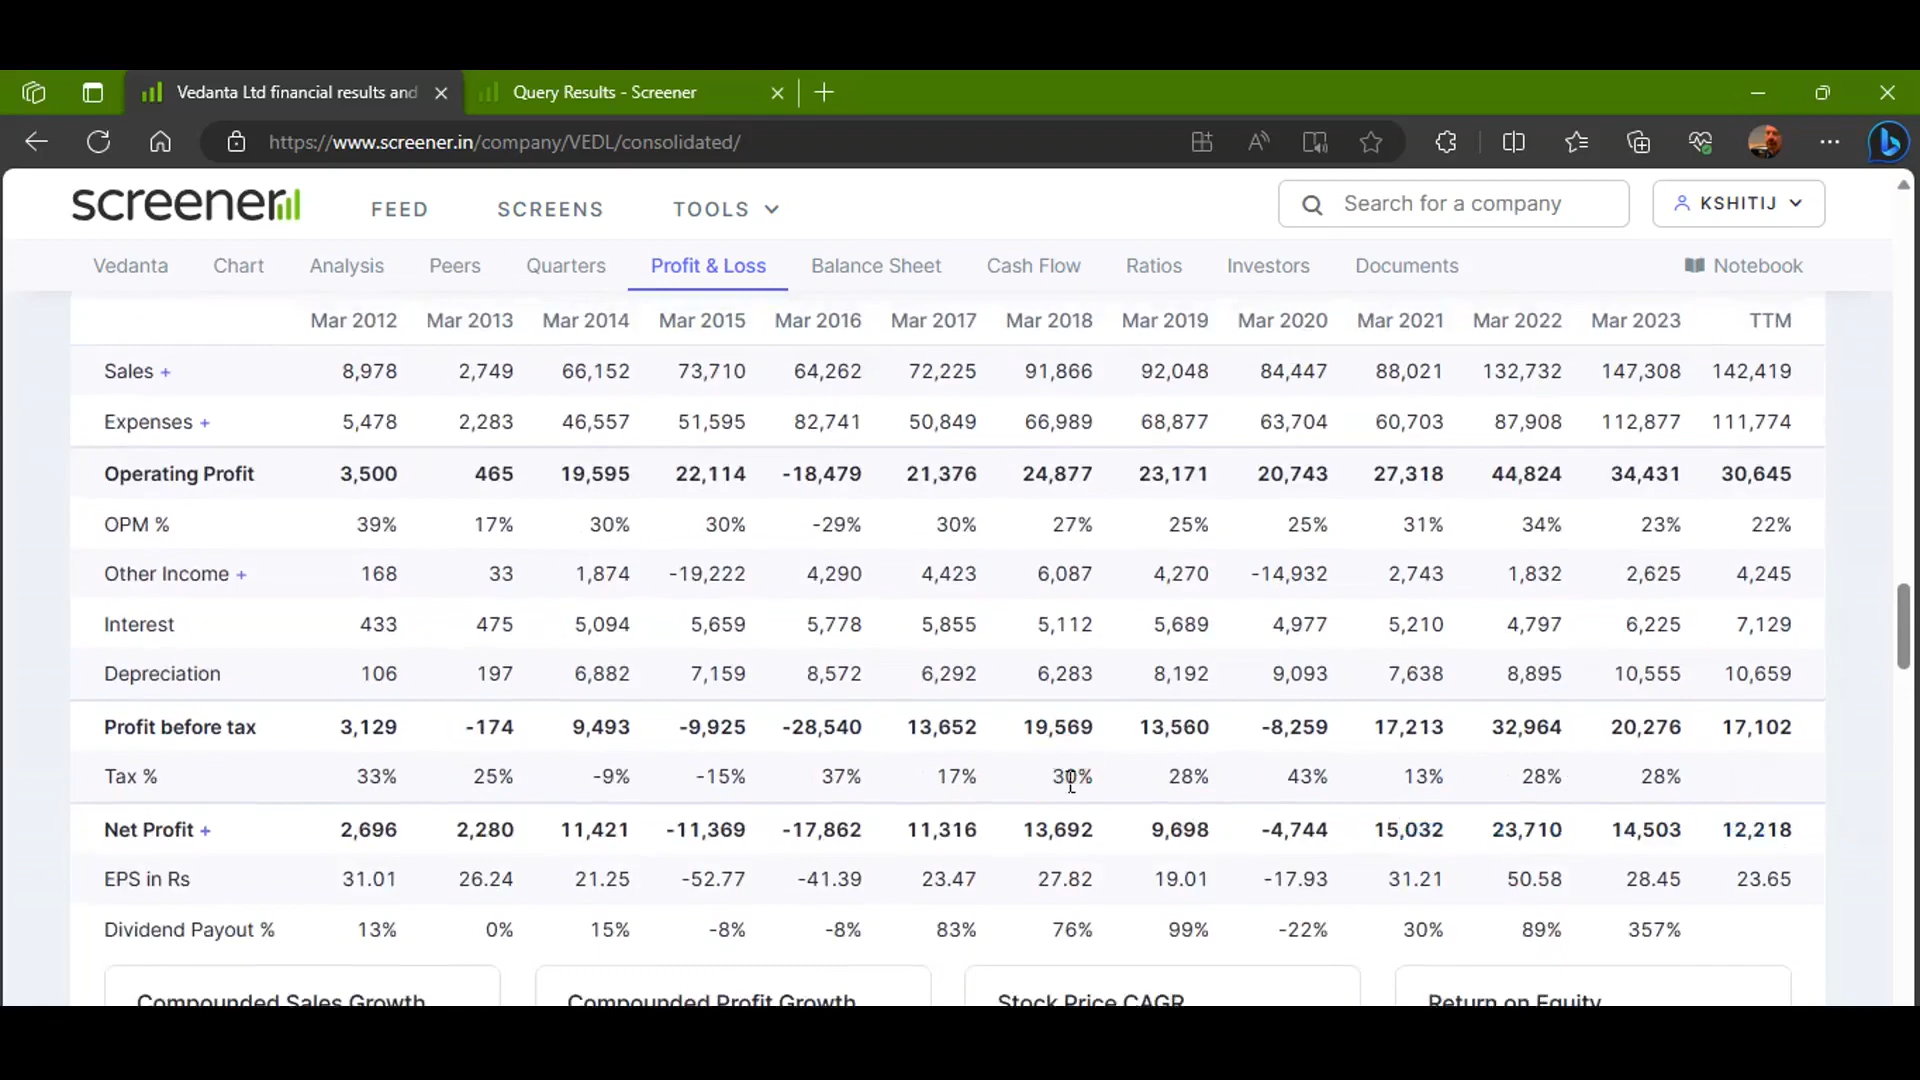 Vedanta Ltd financial results and
Query Results - Screener
https://www.screener.in/company/VEDL/consolidated/
screener
FEED SCREENS TOOLS
Search for a company
KSHITIJ
Vedanta Chart Analysis Peers Quarters Profit & Loss Balance Sheet Cash Flow Ratios Investors Documents Notebook
Mar 2012 Mar 2013 Mar 2014 Mar 2015 Mar 2016 Mar 2017 Mar 2018 Mar 2019 Mar 2020 Mar 2021 Mar 2022 Mar 2023 TTM
Sales + 8,978 2,749 66,152 73,710 64,262 72,225 91,866 92,048 84,447 88,021 132,732 147,308 142,419
Expenses + 5,478 2,283 46,557 51,595 82,741 50,849 66,989 68,877 63,704 60,703 87,908 112,877 111,774
Operating Profit 3,500 465 19,595 22,114 -18,479 21,376 24,877 23,171 20,743 27,318 44,824 34,431 30,645
OPM % 39% 17% 30% 30% -29% 30% 27% 25% 25% 31% 34% 23% 22%
Other Income + 168 33 1,874 -19,222 4,290 4,423 6,087 4,270 -14,932 2,743 1,832 2,625 4,245
Interest 433 475 5,094 5,659 5,778 5,855 5,112 5,689 4,977 5,210 4,797 6,225 7,129
Depreciation 106 197 6,882 7,159 8,572 6,292 6,283 8,192 9,093 7,638 8,895 10,555 10,659
Profit before tax 3,129 -174 9,493 -9,925 -28,540 13,652 19,569 13,560 -8,259 17,213 32,964 20,276 17,102
Tax % 33% 25% -9% -15% 37% 17% 30% 28% 43% 13% 28% 28%
Net Profit + 2,696 2,280 11,421 -11,369 -17,862 11,316 13,692 9,698 -4,744 15,032 23,710 14,503 12,218
EPS in Rs 31.01 26.24 21.25 -52.77 -41.39 23.47 27.82 19.01 -17.93 31.21 50.58 28.45 23.65
Dividend Payout % 13% 0% 15% -8% -8% 83% 76% 99% -22% 30% 89% 357%
Compounded Sales Growth Compounded Profit Growth Stock Price CAGR Return on Equity